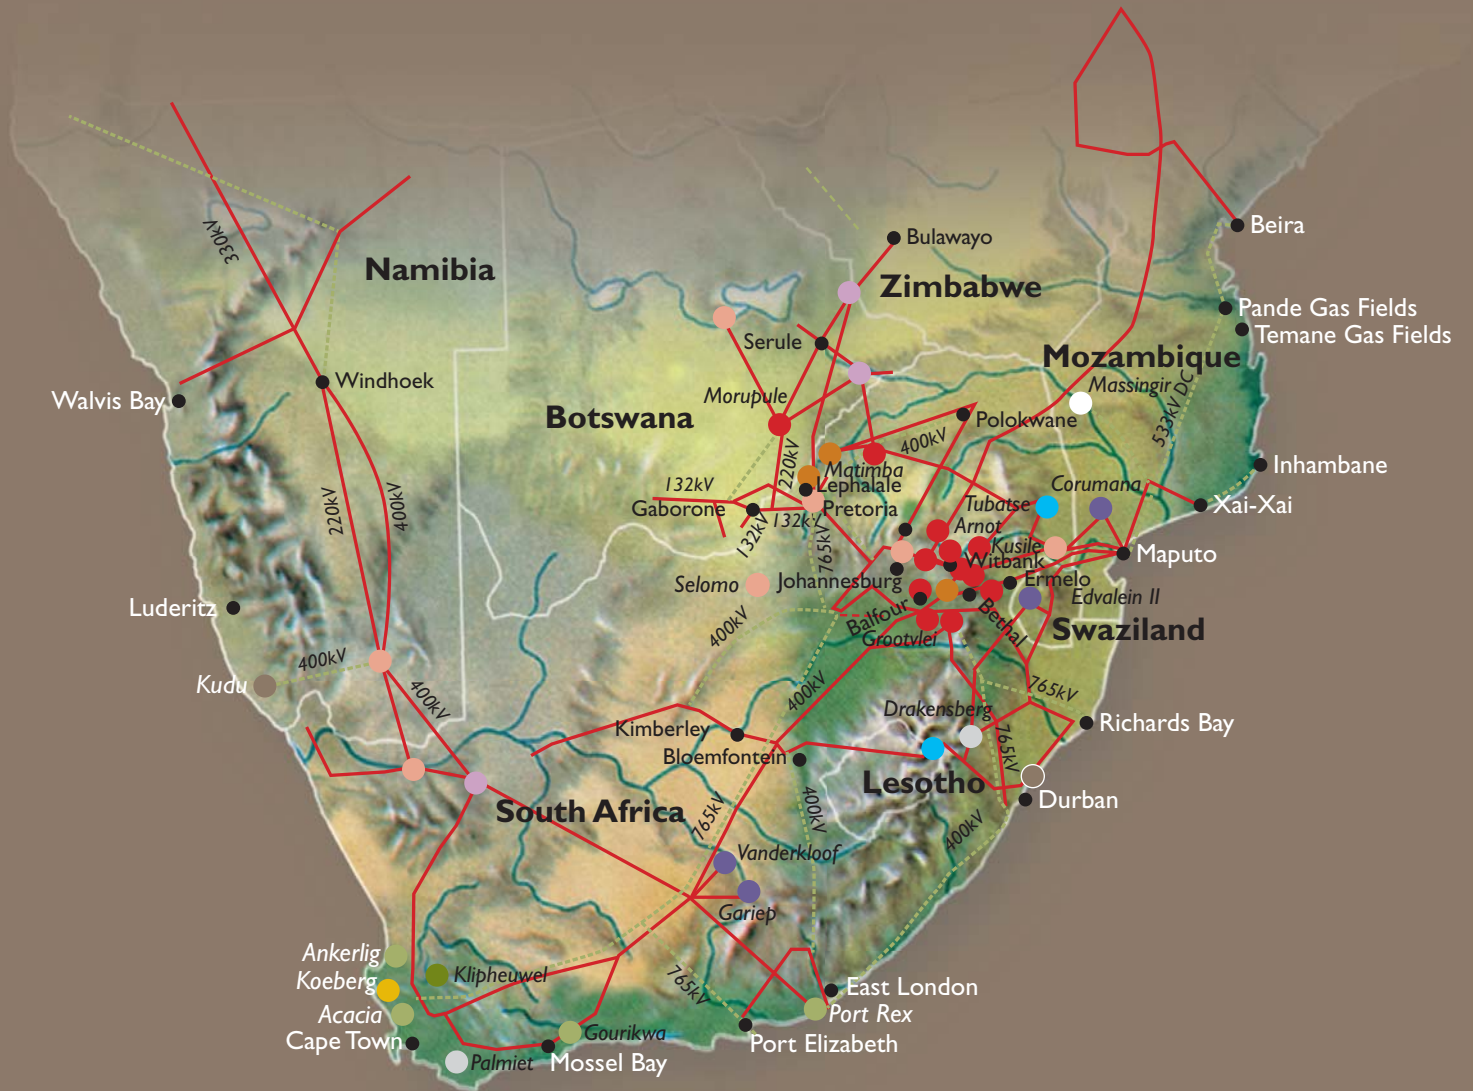 330kV
Namibia
Bulawayo
Beira
Zimbabwe
Pande Gas Fields
Temane Gas Fields
Serule
Mozambique
Walvis Bay
Windhoek
Morupule
Massingir
Botswana
Polokwane
533kV DC
400kV
220kV
Matimba
Lephalale
Inhambane
132kV
Corumana
Gaborone
Pretoria
Tubatse
Xai-Xai
220kV
400kV
132kV
132kV
765kV
Arnot
Kusile
Witbank
Maputo
Selomo
Johannesburg
Ermelo
Edvalein II
Luderitz
400kV
Balfour
Grootvlei
Bethal
Swaziland
400kV
Kudu
400kV
400kV
765kV
Drakensberg
Kimberley
Richards Bay
Bloemfontein
765kV
Lesotho
South Africa
765kV
400kV
Durban
400kV
Vanderkloof
Gariep
Ankerlig
Koeberg
Klipheuwel
765kV
East London
Acacia
Port Rex
Cape Town
Gourikwa
Port Elizabeth
Palmiet
Mossel Bay